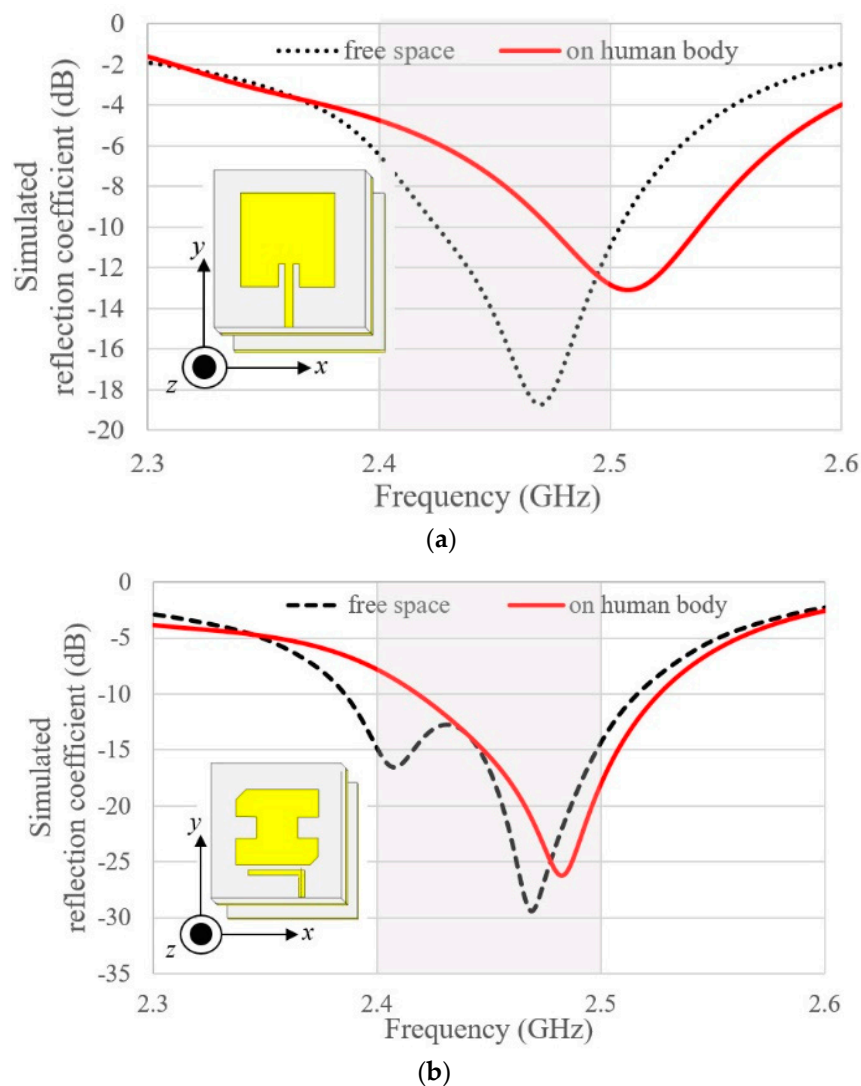 0
-2
-4
-6
-8
-10
-12
-14
-16
-18
-20
2.3 2.4 2.5 2.6
Simulated
reflection coefficient (dB)
free space on human body
y
x
z
Frequency (GHz)
(a)
0
-5
-10
-15
-20
-25
-30
-35
2.3 2.4 2.5 2.6
Simulated
reflection coefficient (dB)
free space on human body
y
x
z
Frequency (GHz)
(b)